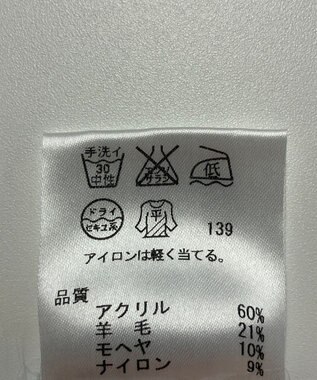 手洗イ
30
中性
エンソ
サラシ
低
ドライ
セキユ系
平
139
アイロンは軽く当てる。
品質
アクリル 60%
羊毛 21%
モヘヤ 10%
ナイロン 9%